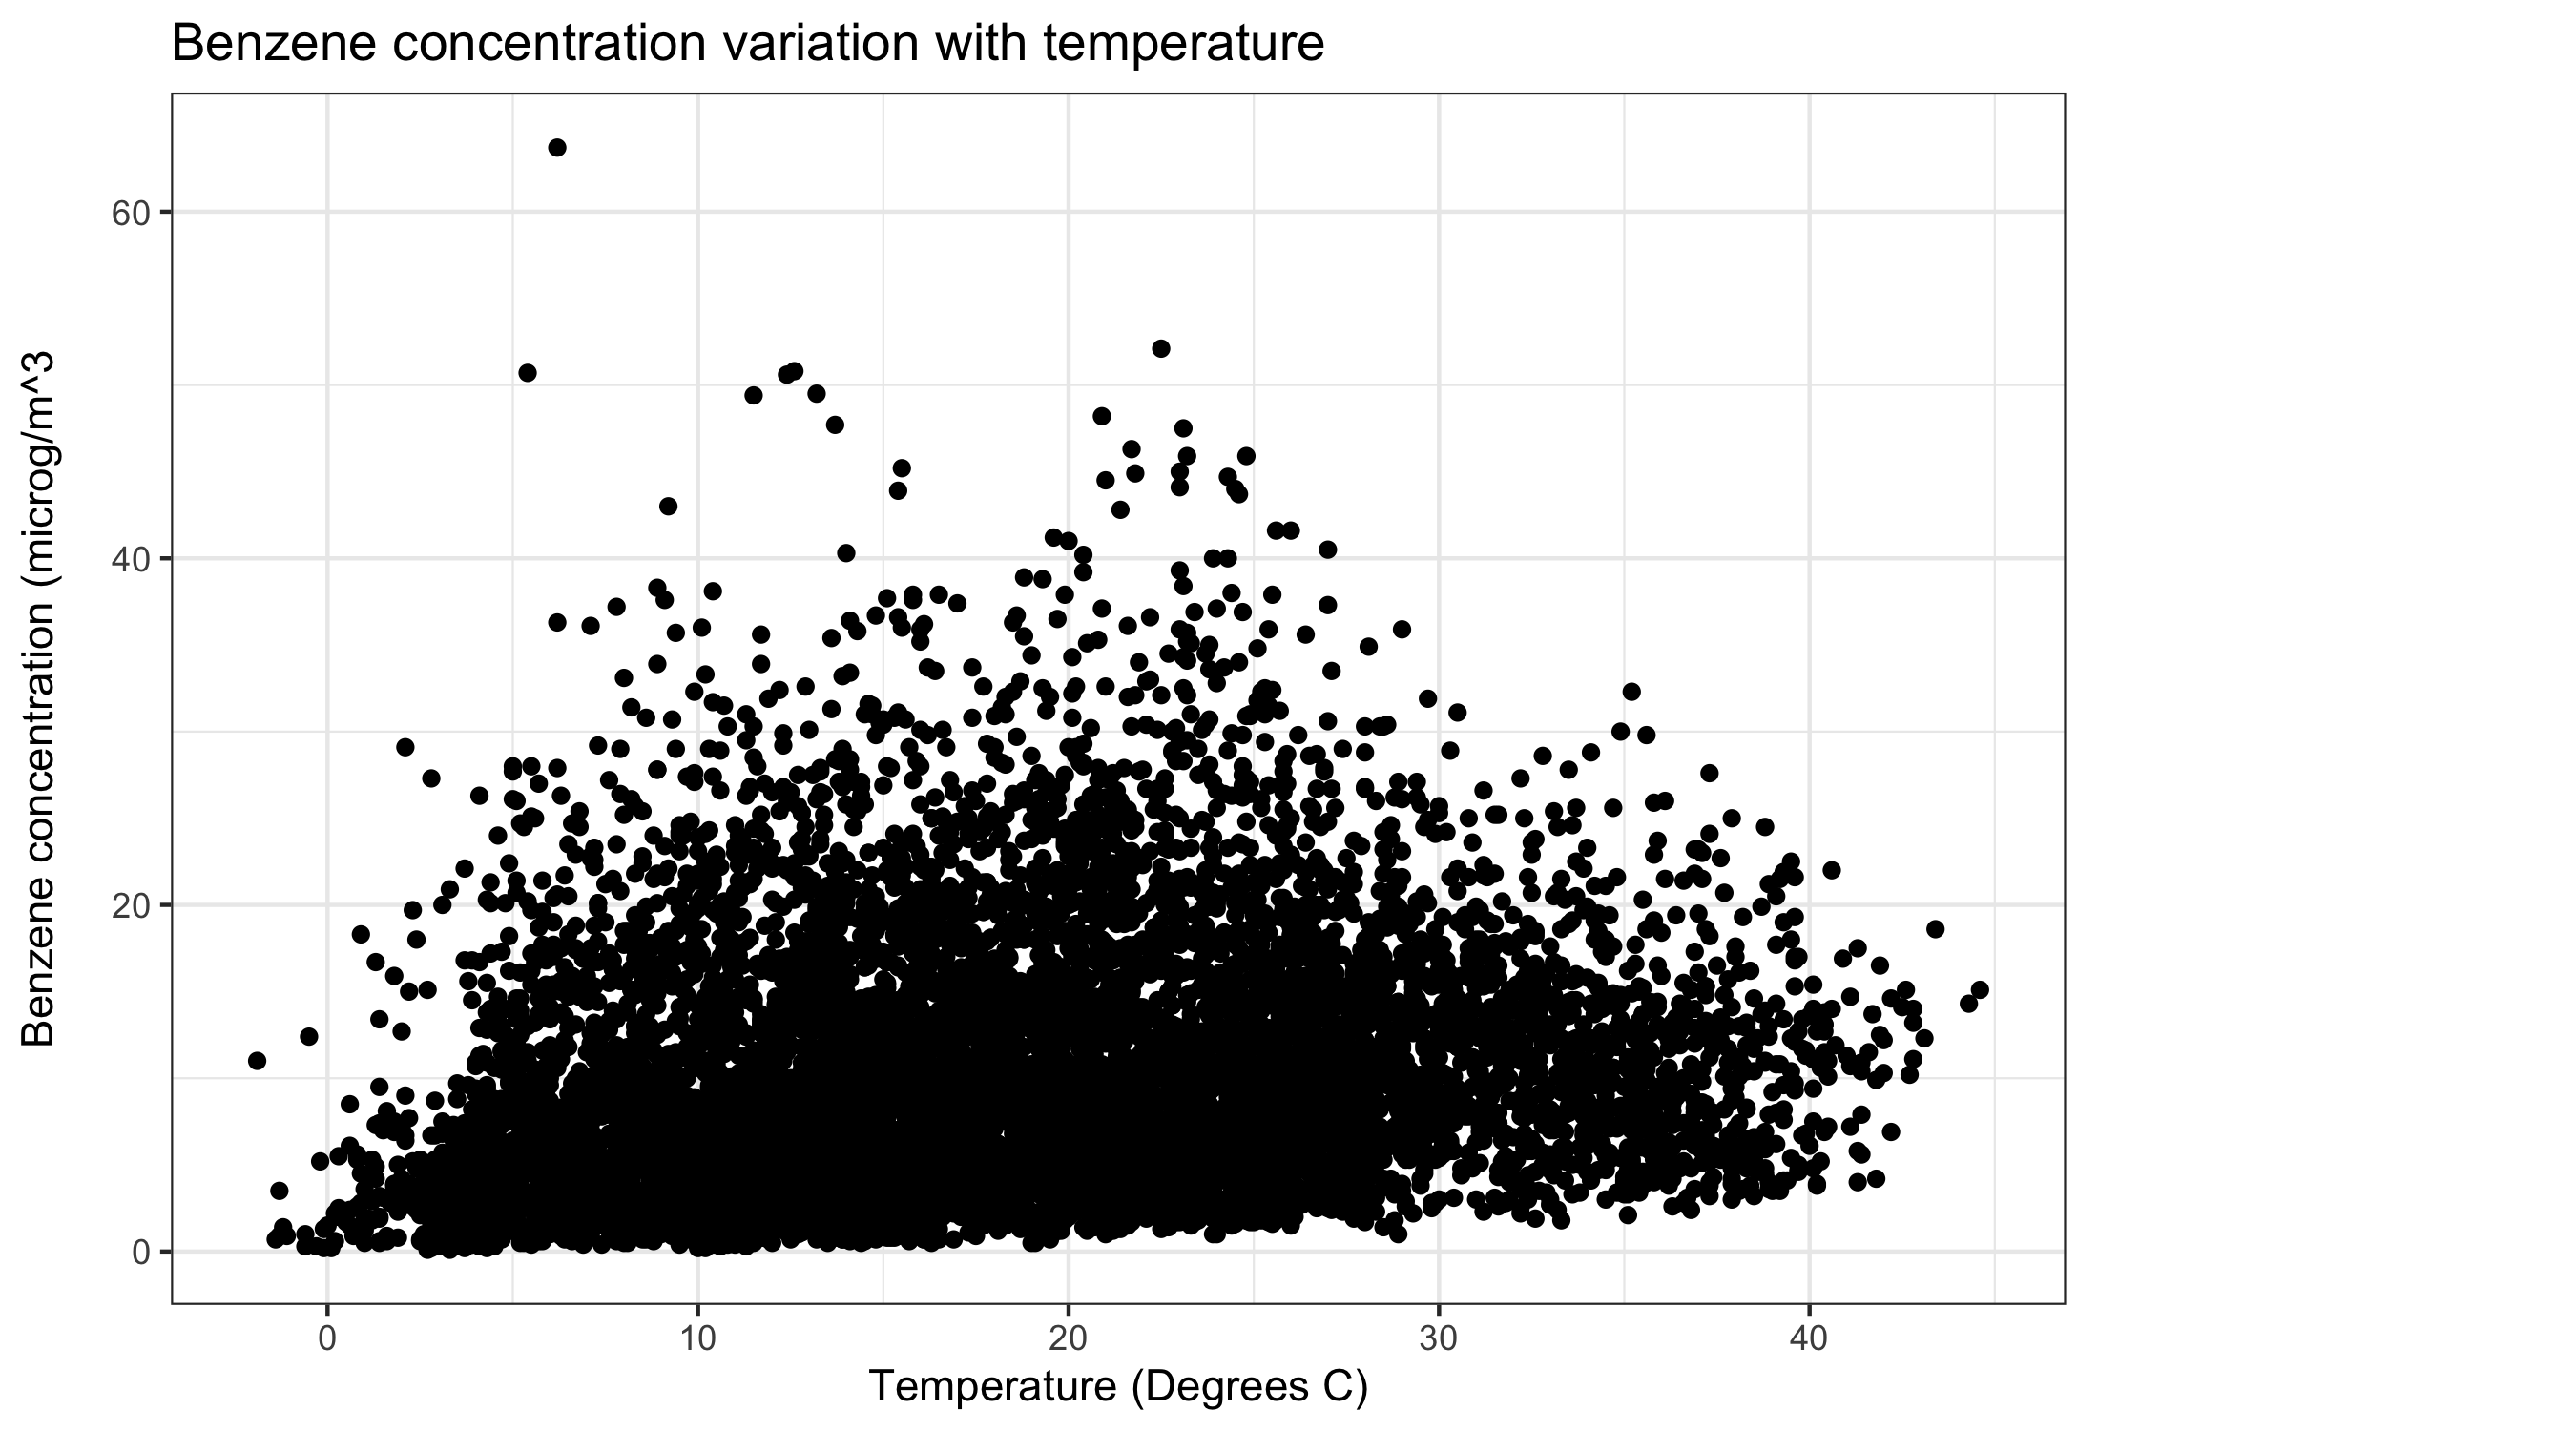 Benzene concentration variation with temperature
Benzene concentration (microg/m^3
60
40
20
0
0 10 20 30 40
Temperature (Degrees C)